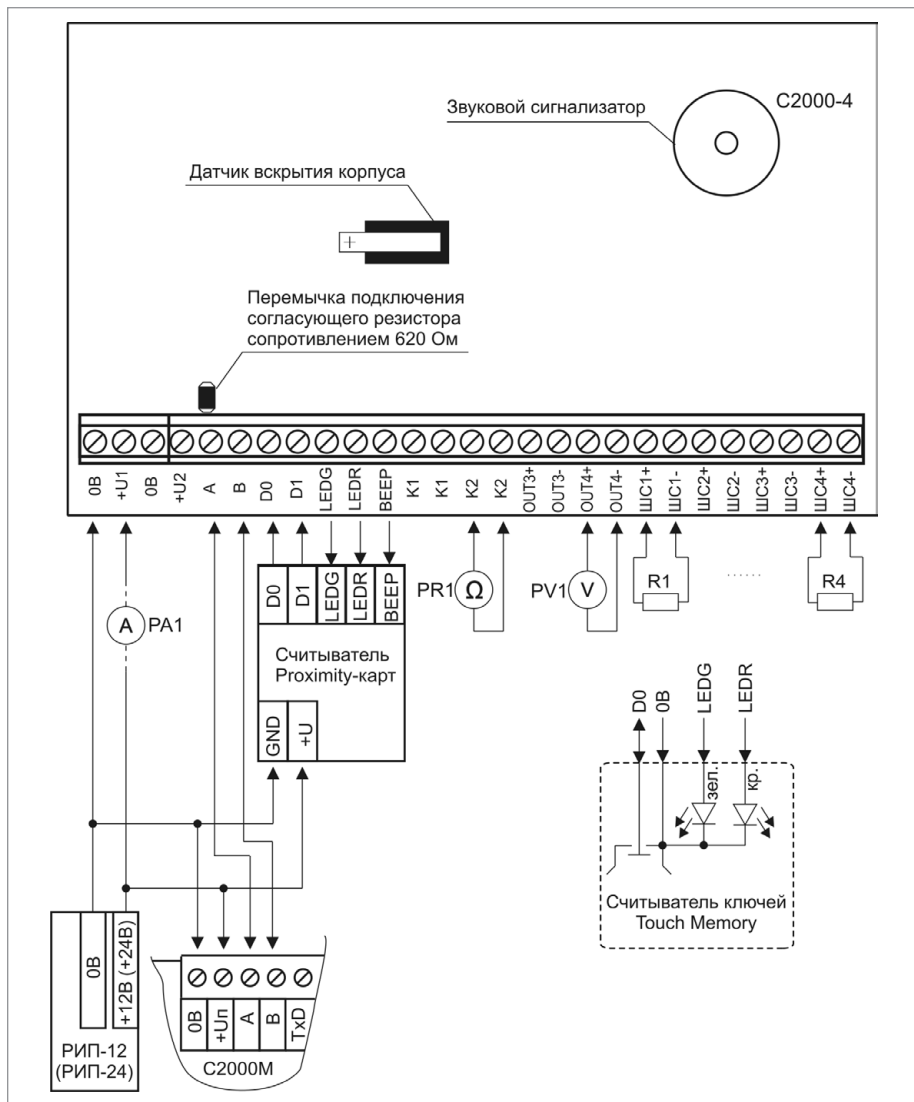 С2000-4
Звуковой сигнализатор
Датчик вскрытия корпуса
+
Перемычка подключения
согласующего резистора
сопротивлением 620 Ом
0В
+U1
0В
+U2
A
B
D0
D1
LEDG
LEDR
BEEP
K1
K1
K2
K2
OUT3+
OUT3-
OUT4+
OUT4-
ШС1+
ШС1-
ШС2+
ШС2-
ШС3+
ШС3-
ШС4+
ШС4-
D0
D1
LEDG
LEDR
BEEP
PR1
Ω
PV1
V
R1
......
R4
A
PA1
Считыватель
Proximity-карт
GND
+U
D0
0В
LEDG
LEDR
зел.
кр.
Считыватель ключей
Touch Memory
0В
+12В (+24В)
РИП-12
(РИП-24)
0В
+Uп
A
B
TxD
С2000М